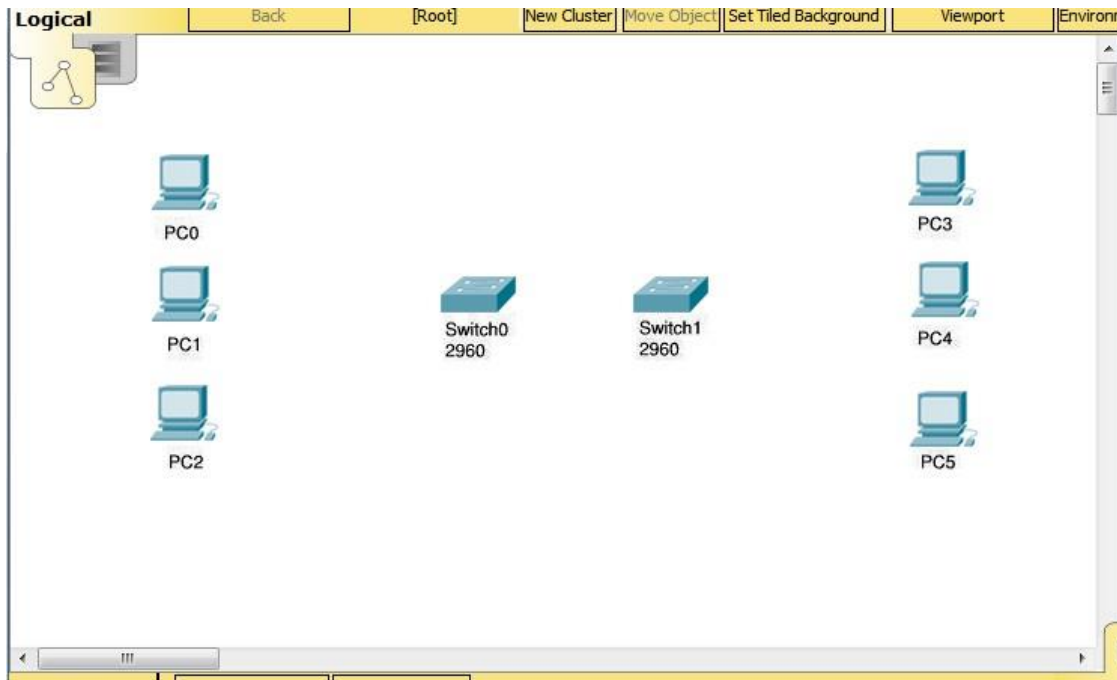 Logical Back [Root] New Cluster Move Object Set Tiled Background Viewport
PC0
PC1
PC2
Switch0
2960
Switch1
2960
PC3
PC4
PC5